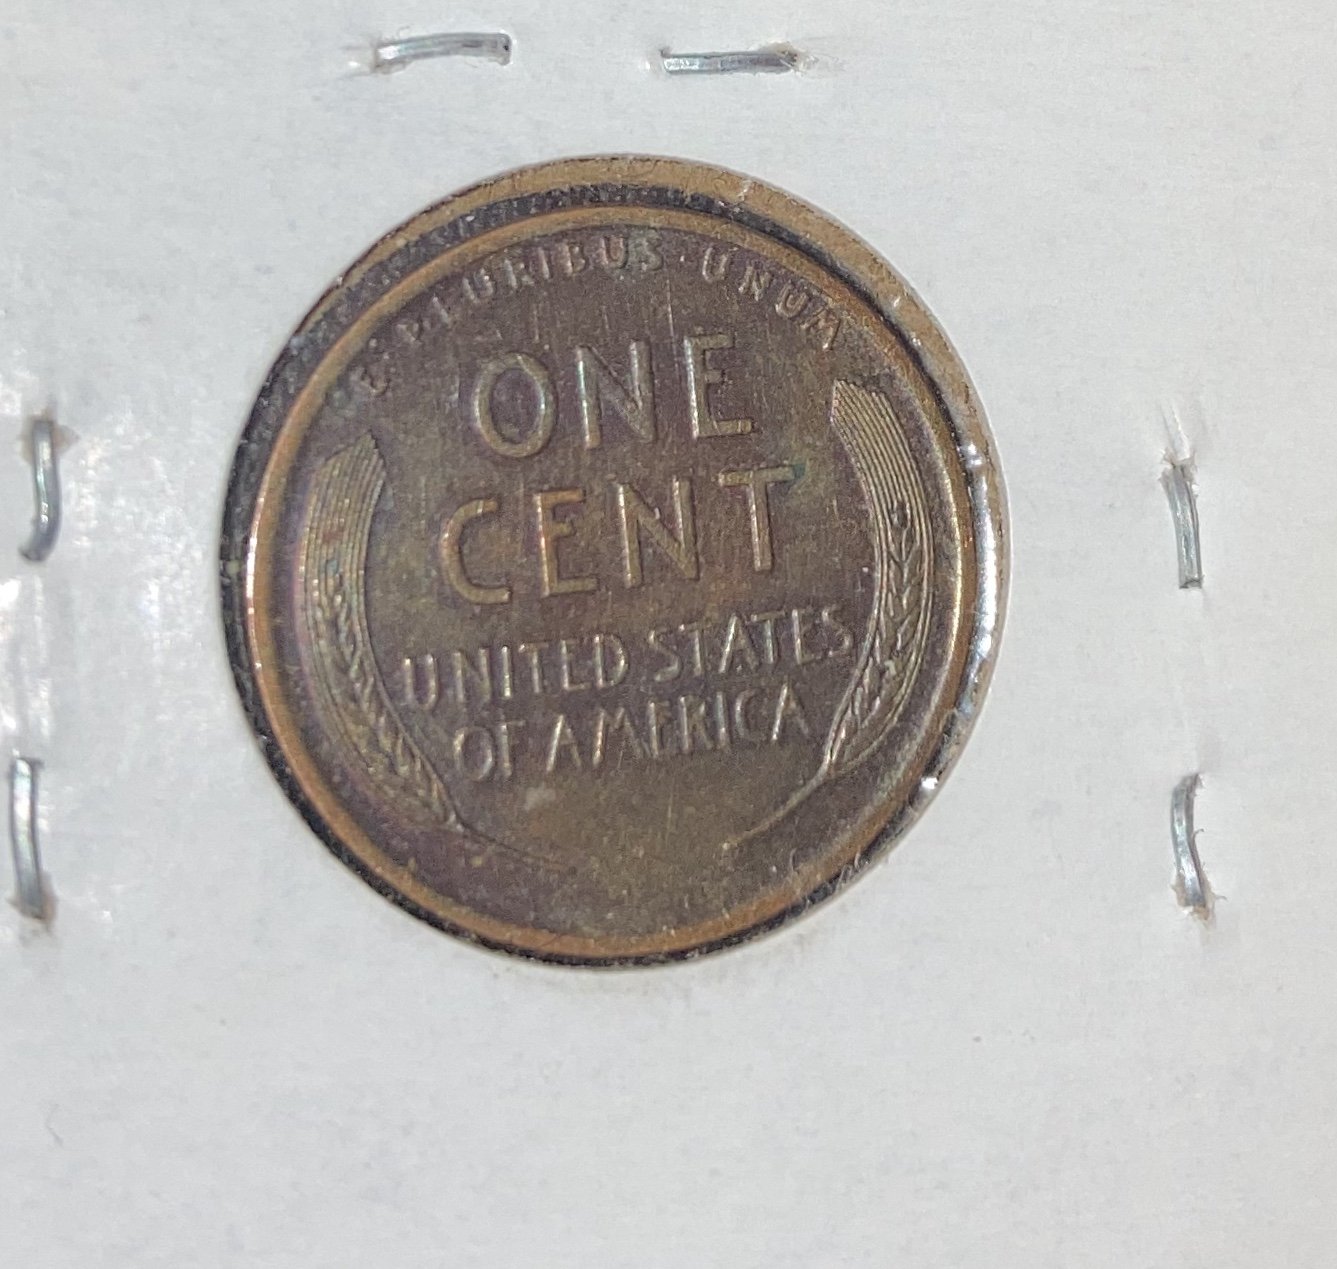 E·PLURIBUS·UNUM
ONE
CENT
UNITED STATES
OF AMERICA